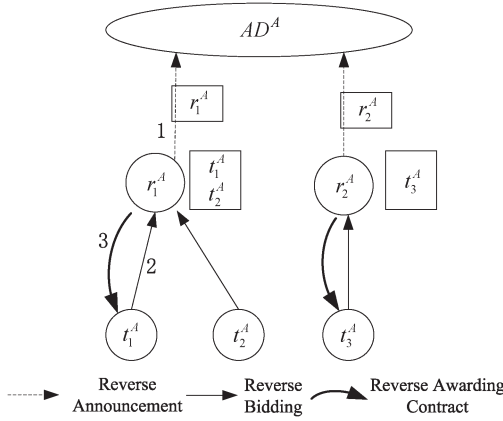 AD^A
r_1^A
r_2^A
1
r_1^A
t_1^A
t_2^A
r_2^A
t_3^A
3
2
t_1^A
t_2^A
t_3^A
Reverse
Announcement
Reverse
Bidding
Reverse Awarding
Contract